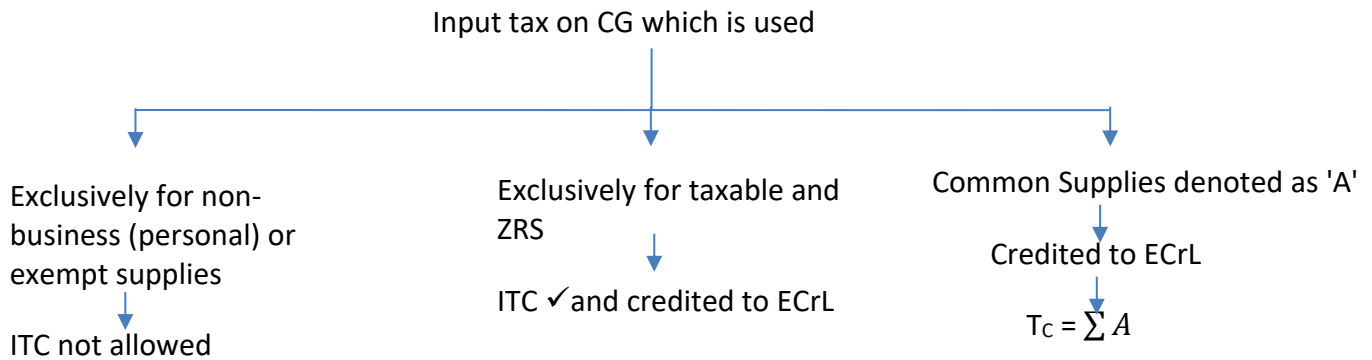 Input tax on CG which is used
Exclusively for non-
business (personal) or
exempt supplies
ITC not allowed
Exclusively for taxable and
ZRS
ITC ✓and credited to ECrL
Common Supplies denoted as 'A'
Credited to ECrL
T_C = ∑ A